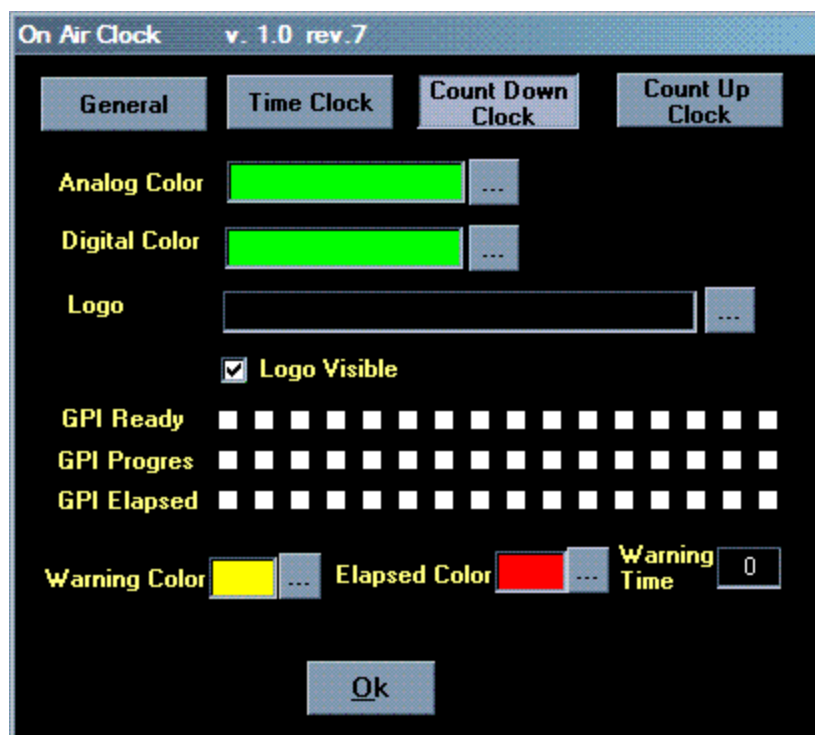 On Air Clock v. 1.0 rev.7
General
Time Clock
Count Down
Clock
Count Up
Clock
Analog Color
...
Digital Color
...
Logo
...
Logo Visible
GPI Ready
GPI Progres
GPI Elapsed
Warning Color
...
Elapsed Color
...
Warning
Time
0
Ok